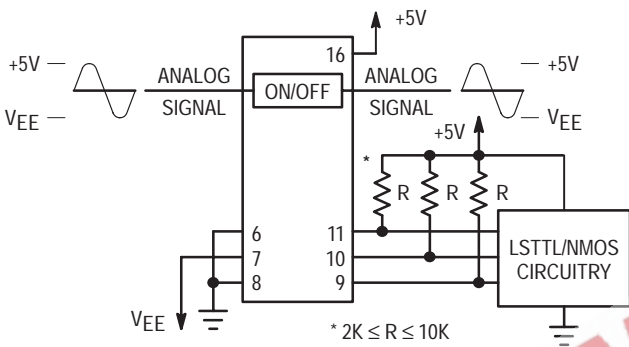 +5V
16
+5V
ANALOG
SIGNAL
ON/OFF
ANALOG
SIGNAL
+5V
VEE
VEE
+5V
*
R
R
R
6
11
7
10
8
9
LSTTL/NMOS
CIRCUITRY
VEE
* 2K ≤ R ≤ 10K